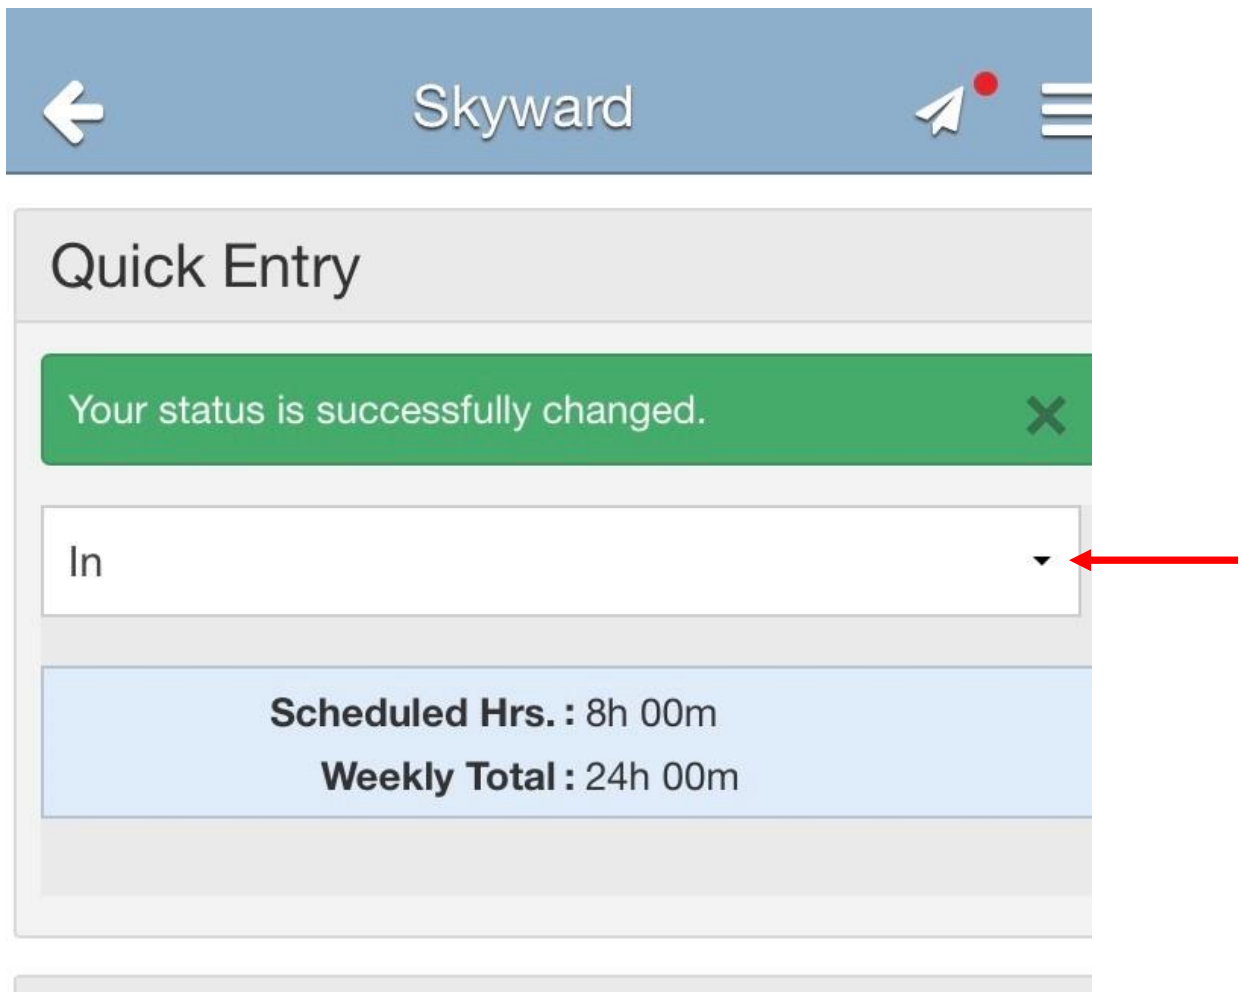 Skyward
Quick Entry
Your status is successfully changed.
In
Scheduled Hrs. : 8h 00m
Weekly Total : 24h 00m